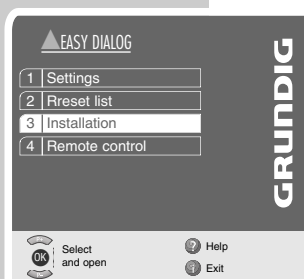 EASY DIALOG
1 Settings
2 Rreset list
3 Installation
4 Remote control
GRUNDIG
OK
Select
and open
? Help
i Exit